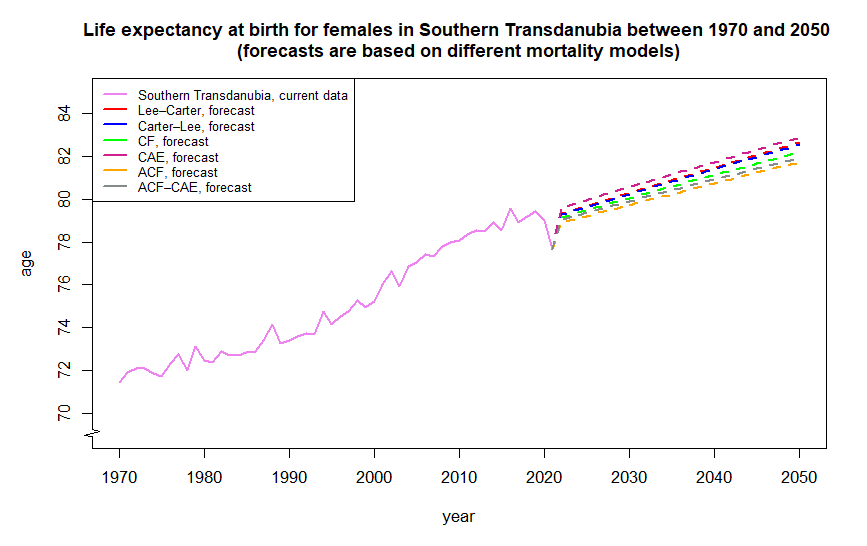 Life expectancy at birth for females in Southern Transdanubia between 1970 and 2050
(forecasts are based on different mortality models)
Southern Transdanubia, current data
Lee–Carter, forecast
Carter–Lee, forecast
CF, forecast
CAE, forecast
ACF, forecast
ACF–CAE, forecast
84
82
80
78
76
74
72
70
age
1970 1980 1990 2000 2010 2020 2030 2040 2050
year